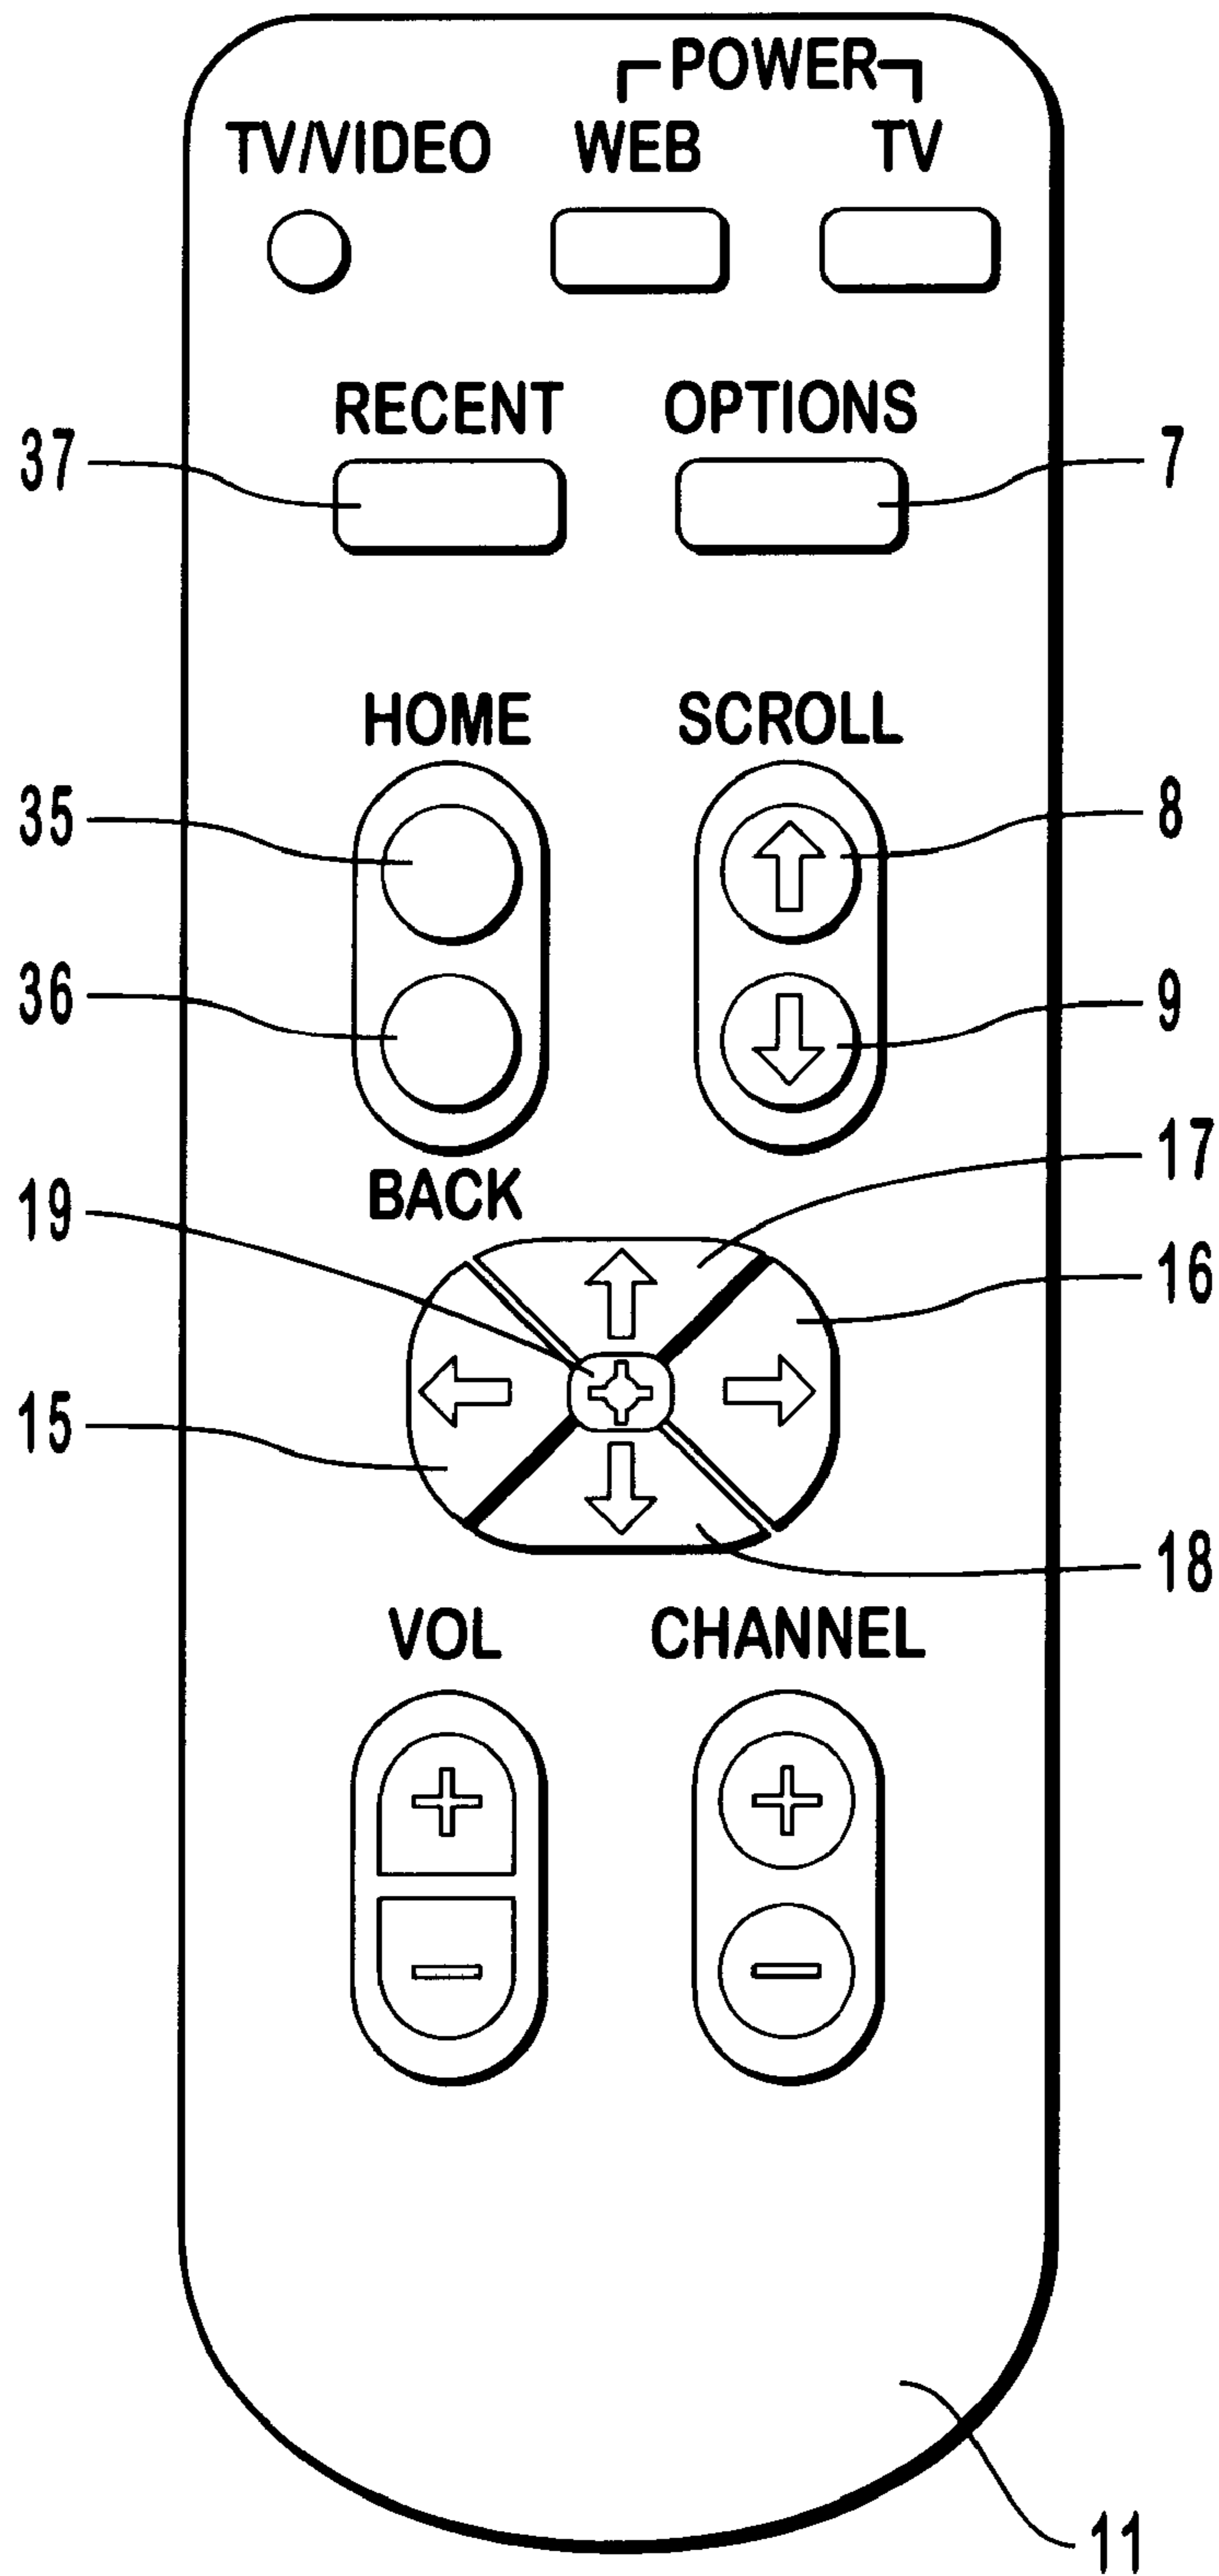 POWER
TV/VIDEO WEB TV
RECENT OPTIONS
37 7
HOME SCROLL
35 8
36 9
BACK
17
19
16
15
18
VOL CHANNEL
+ +
- -
11